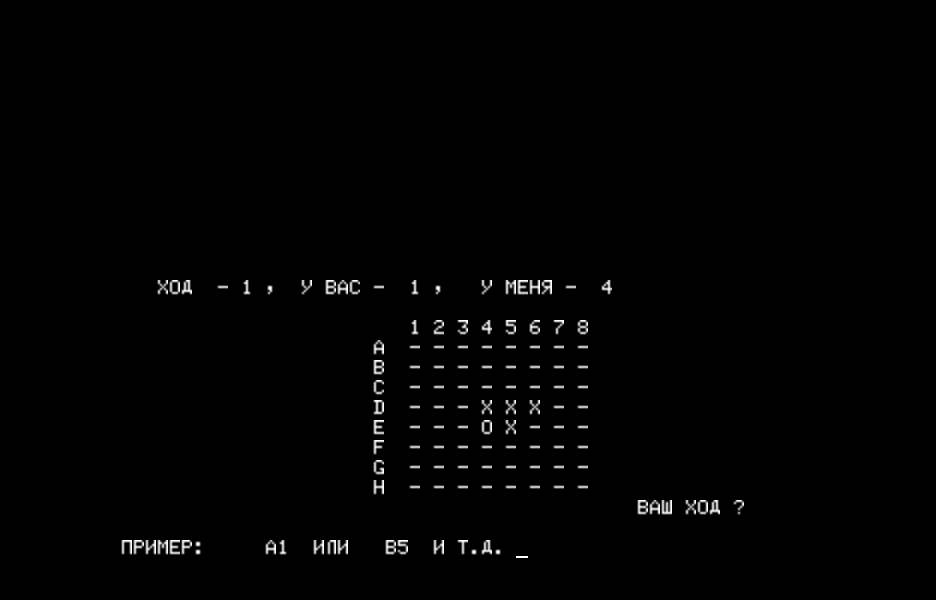 ХОД - 1 , У ВАС - 1 , У МЕНЯ - 4
1 2 3 4 5 6 7 8
A - - - - - - - -
B - - - - - - - -
C - - - - - - - -
D - - - X X X - -
E - - - O X - - -
F - - - - - - - -
G - - - - - - - -
H - - - - - - - -
ВАШ ХОД ?
ПРИМЕР: A1 ИЛИ B5 И Т.Д. _